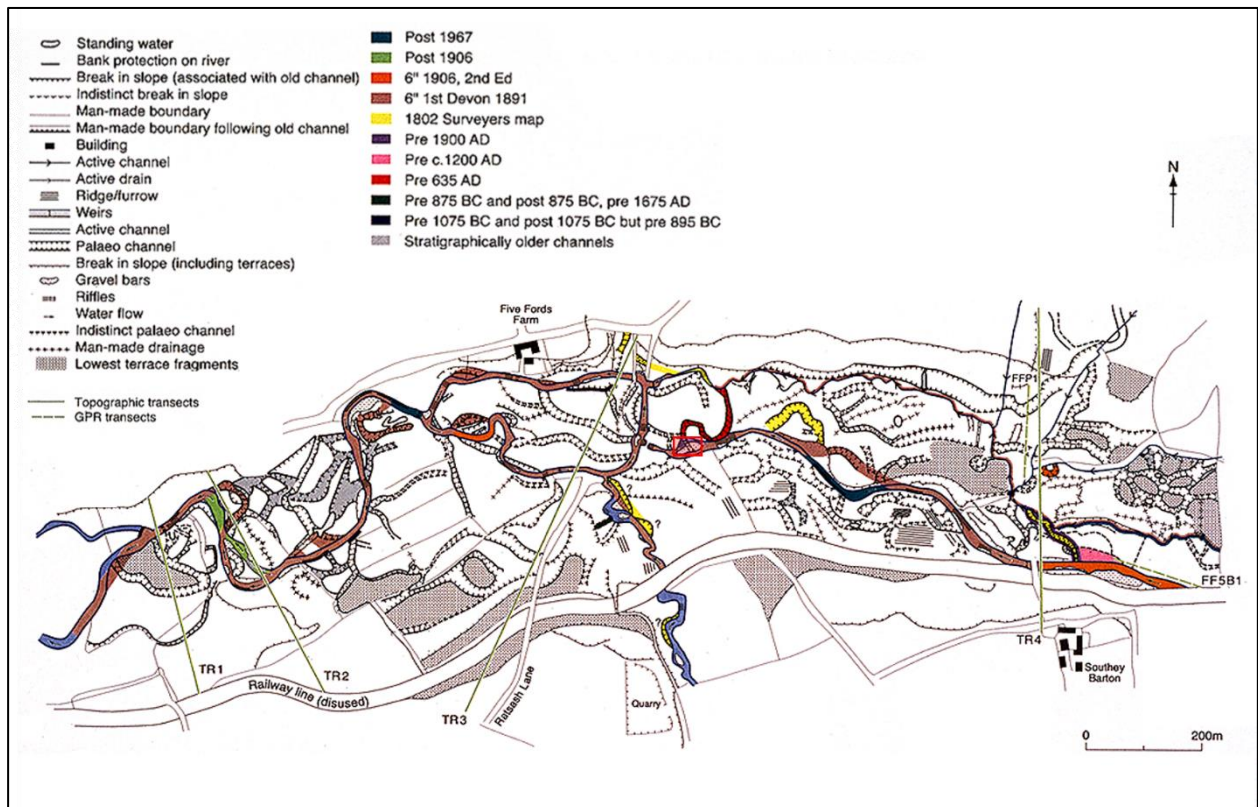 Standing water
Bank protection on river
Break in slope (associated with old channel)
Indistinct break in slope
Man-made boundary
Man-made boundary following old channel
Building
Active channel
Active drain
Ridge/furrow
Weirs
Active channel
Palaeo channel
Break in slope (including terraces)
Gravel bars
Riffles
Water flow
Indistinct palaeo channel
Man-made drainage
Lowest terrace fragments
Topographic transects
GPR transects
Post 1967
Post 1906
6" 1906, 2nd Ed
6" 1st Devon 1891
1802 Surveyers map
Pre 1900 AD
Pre c.1200 AD
Pre 635 AD
Pre 875 BC and post 875 BC, pre 1675 AD
Pre 1075 BC and post 1075 BC but pre 895 BC
Stratigraphically older channels
N
Five Fords
Farm
FFP1
?
?
?
FF5B1
TR1
TR2
TR3
TR4
Railway line (disused)
Ratsash Lane
Quarry
Southey
Barton
0 200m